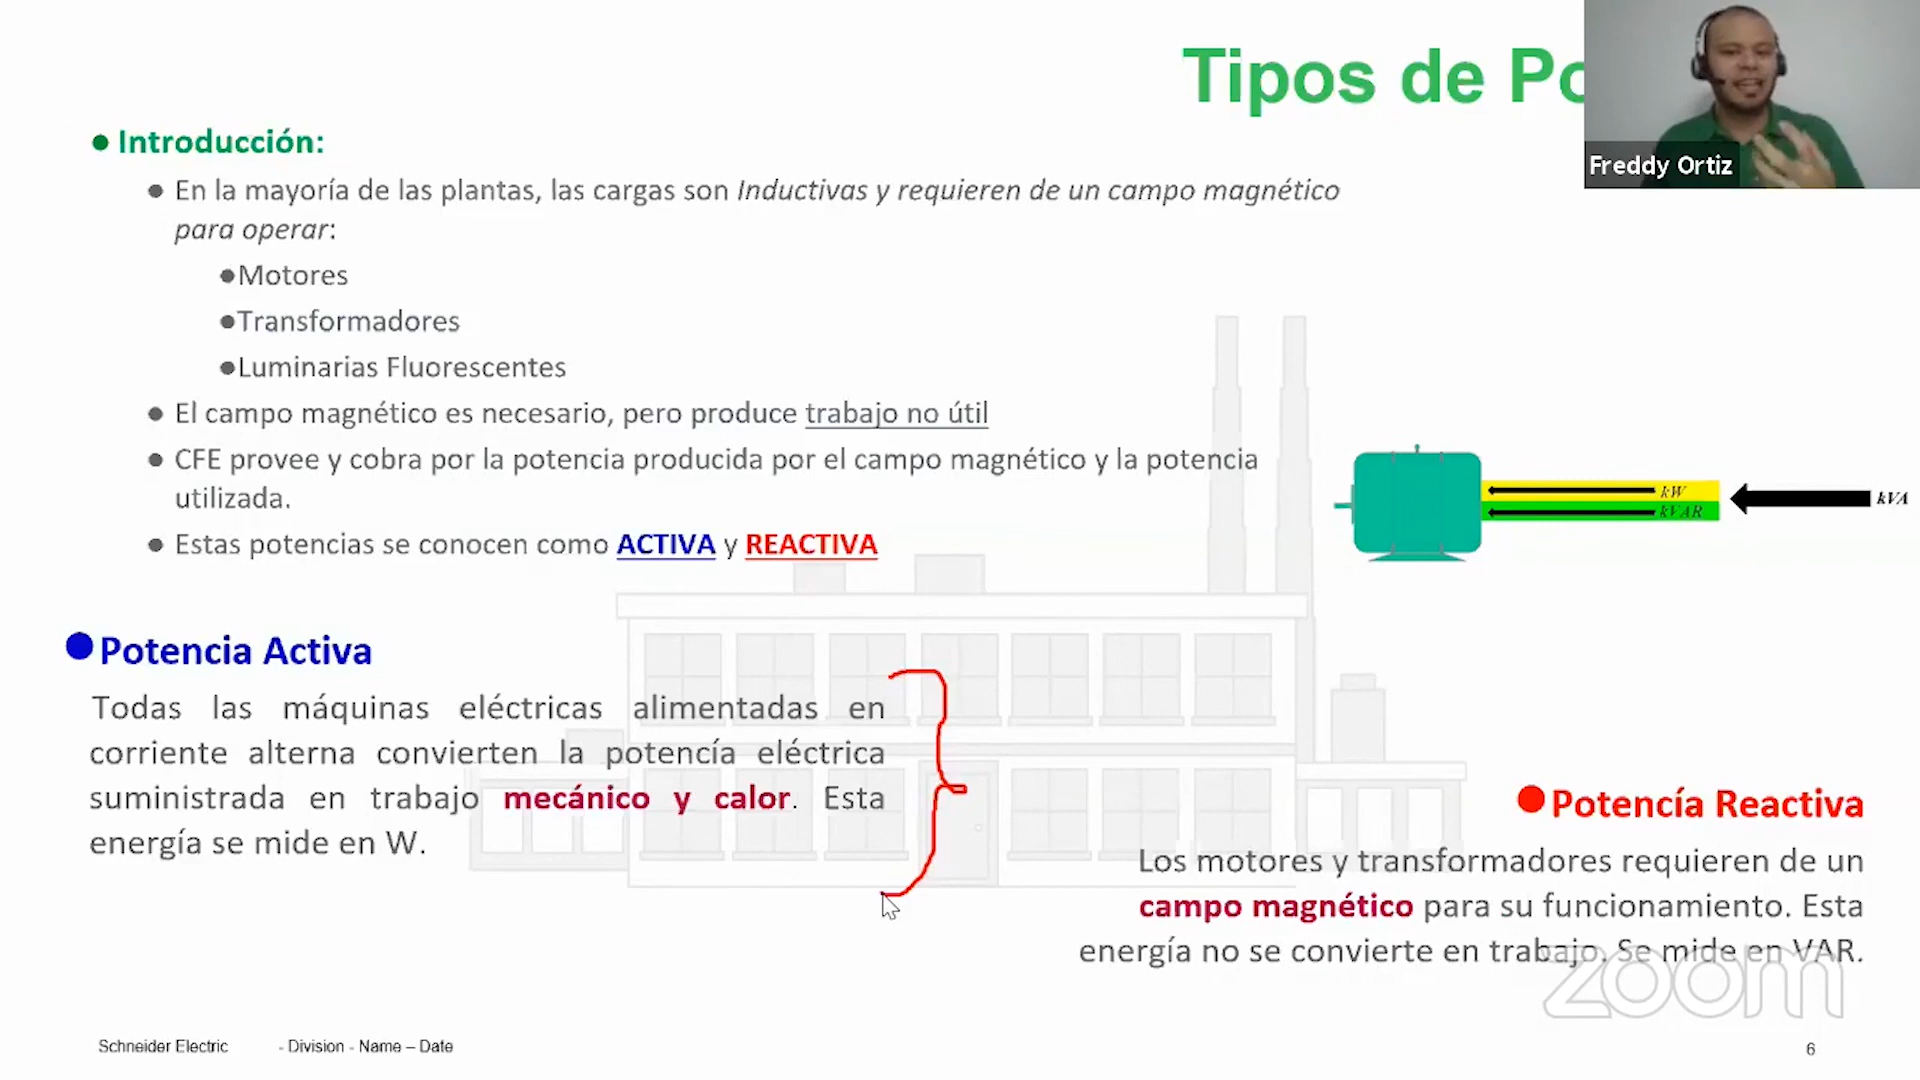 Tipos de Po
Freddy Ortiz
● Introducción:
● En la mayoría de las plantas, las cargas son Inductivas y requieren de un campo magnético
para operar:
●Motores
●Transformadores
●Luminarias Fluorescentes
● El campo magnético es necesario, pero produce trabajo no útil
● CFE provee y cobra por la potencia producida por el campo magnético y la potencia
utilizada.
● Estas potencias se conocen como ACTIVA y REACTIVA
kW
kVAR
kVA
●Potencia Activa
Todas las máquinas eléctricas alimentadas en
corriente alterna convierten la potencía eléctrica
suministrada en trabajo mecánico y calor. Esta
energía se mide en W.
●Potencía Reactiva
Los motores y transformadores requieren de un
campo magnético para su funcionamiento. Esta
energía no se convierte en trabajo. Se mide en VAR.
zoom
Schneider Electric - Division - Name – Date
6